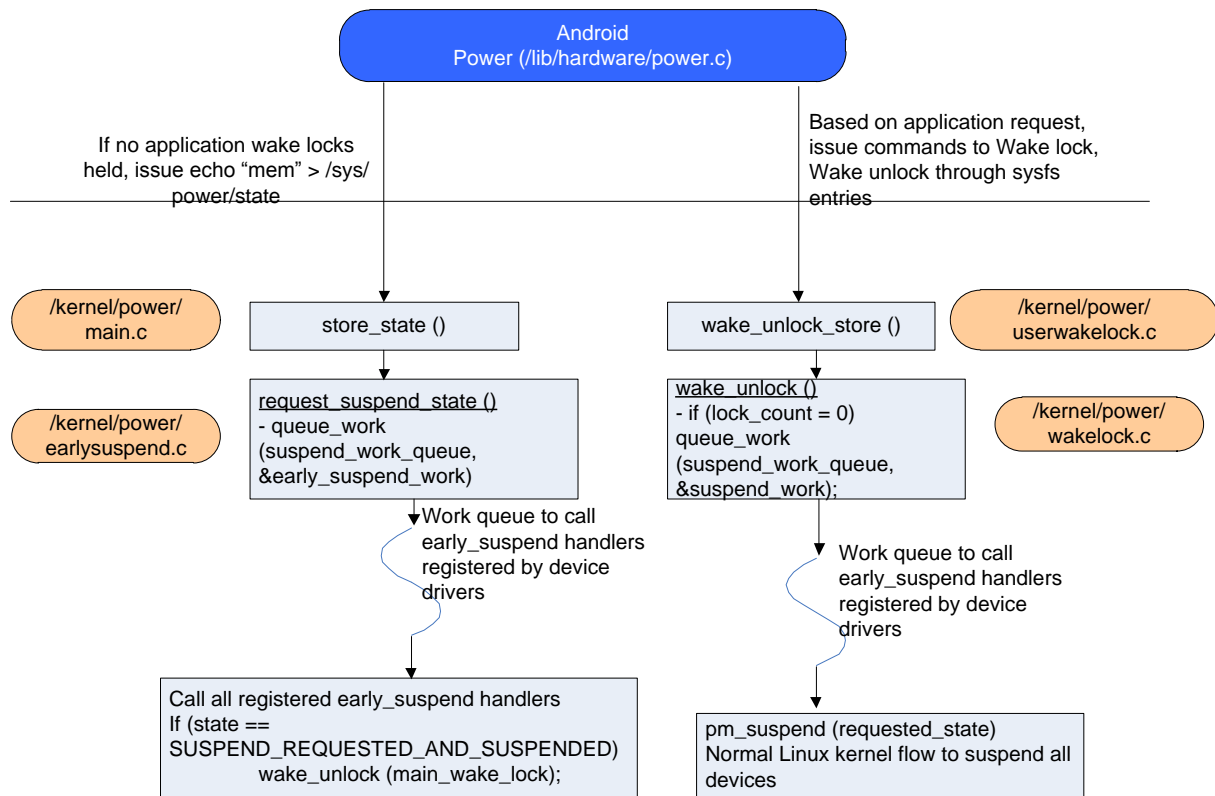 Android
Power (/lib/hardware/power.c)
If no application wake locks
held, issue echo “mem” > /sys/
power/state
Based on application request,
issue commands to Wake lock,
Wake unlock through sysfs
entries
/kernel/power/
main.c
store_state ()
wake_unlock_store ()
/kernel/power/
userwakelock.c
/kernel/power/
earlysuspend.c
request_suspend_state ()
- queue_work
(suspend_work_queue,
&early_suspend_work)
wake_unlock ()
- if (lock_count = 0)
queue_work
(suspend_work_queue,
&suspend_work);
/kernel/power/
wakelock.c
Work queue to call
early_suspend handlers
registered by device
drivers
Work queue to call
early_suspend handlers
registered by device
drivers
Call all registered early_suspend handlers
If (state ==
SUSPEND_REQUESTED_AND_SUSPENDED)
wake_unlock (main_wake_lock);
pm_suspend (requested_state)
Normal Linux kernel flow to suspend all
devices